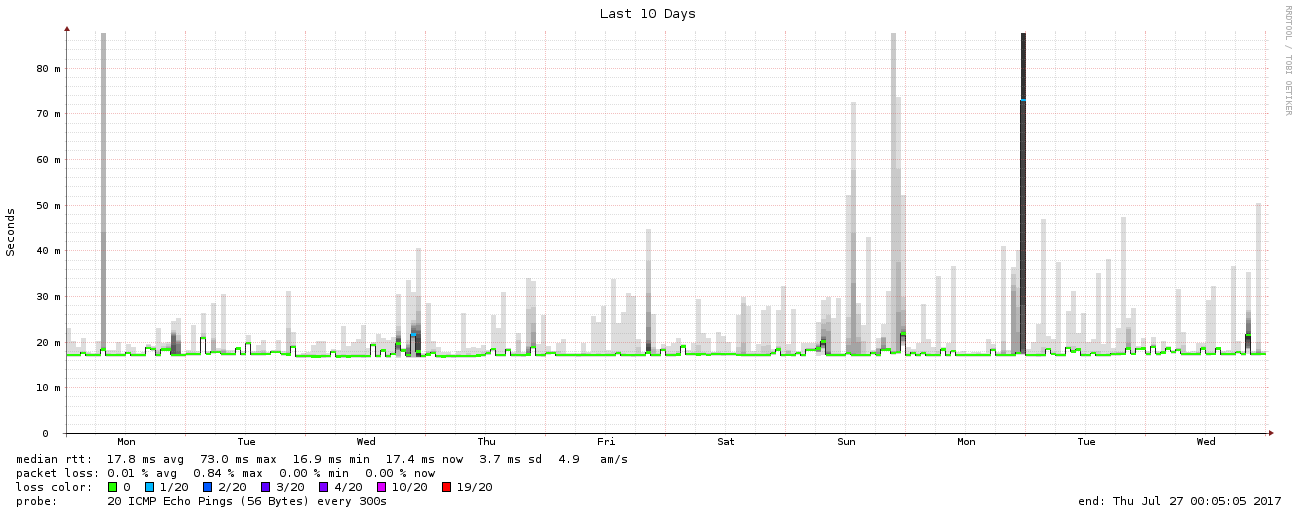 Last 10 Days
RRDTOOL / TOBI OETIKER
Seconds
80 m
70 m
60 m
50 m
40 m
30 m
20 m
10 m
0
Mon Tue Wed Thu Fri Sat Sun Mon Tue Wed
median rtt: 17.8 ms avg 73.0 ms max 16.9 ms min 17.4 ms now 3.7 ms sd 4.9 am/s
packet loss: 0.01 % avg 0.84 % max 0.00 % min 0.00 % now
loss color: 0 1/20 2/20 3/20 4/20 10/20 19/20
probe: 20 ICMP Echo Pings (56 Bytes) every 300s end: Thu Jul 27 00:05:05 2017